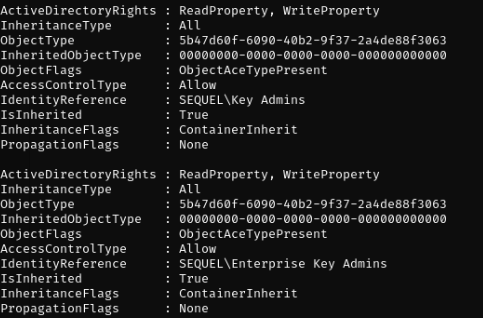 ActiveDirectoryRights : ReadProperty, WriteProperty
InheritanceType       : All
ObjectType            : 5b47d60f-6090-40b2-9f37-2a4de88f3063
InheritedObjectType   : 00000000-0000-0000-0000-000000000000
ObjectFlags           : ObjectAceTypePresent
AccessControlType     : Allow
IdentityReference     : SEQUEL\Key Admins
IsInherited           : True
InheritanceFlags      : ContainerInherit
PropagationFlags      : None

ActiveDirectoryRights : ReadProperty, WriteProperty
InheritanceType       : All
ObjectType            : 5b47d60f-6090-40b2-9f37-2a4de88f3063
InheritedObjectType   : 00000000-0000-0000-0000-000000000000
ObjectFlags           : ObjectAceTypePresent
AccessControlType     : Allow
IdentityReference     : SEQUEL\Enterprise Key Admins
IsInherited           : True
InheritanceFlags      : ContainerInherit
PropagationFlags      : None